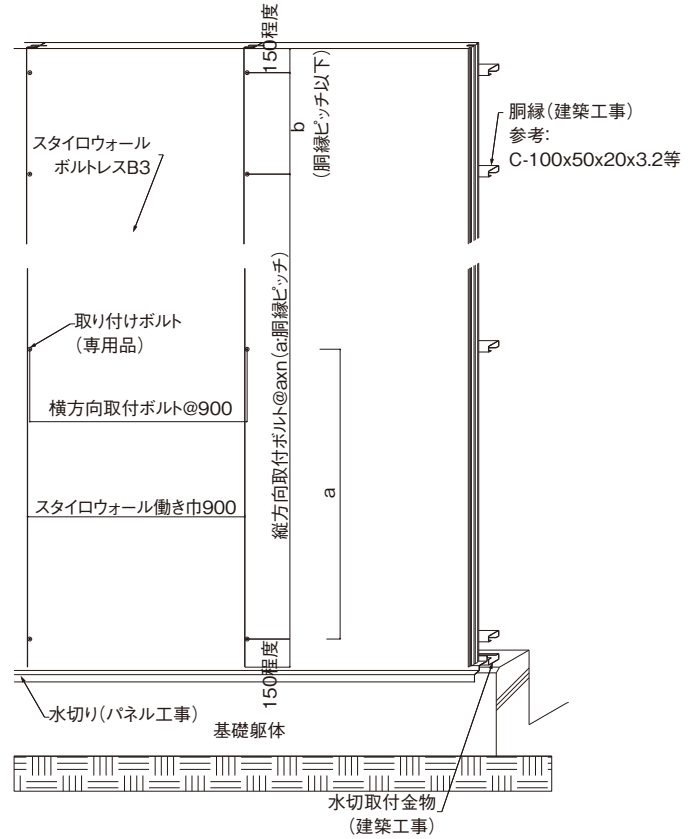 150程度
b
(胴縁ピッチ以下)
胴縁(建築工事)
参考:
C-100x50x20x3.2等
スタイロウォール
ボルトレスB3
取り付けボルト
(専用品)
縦方向取付ボルト@axn(a:胴縁ピッチ)
横方向取付ボルト@900
a
スタイロウォール働き巾900
150程度
水切り(パネル工事)
基礎躯体
水切取付金物
(建築工事)